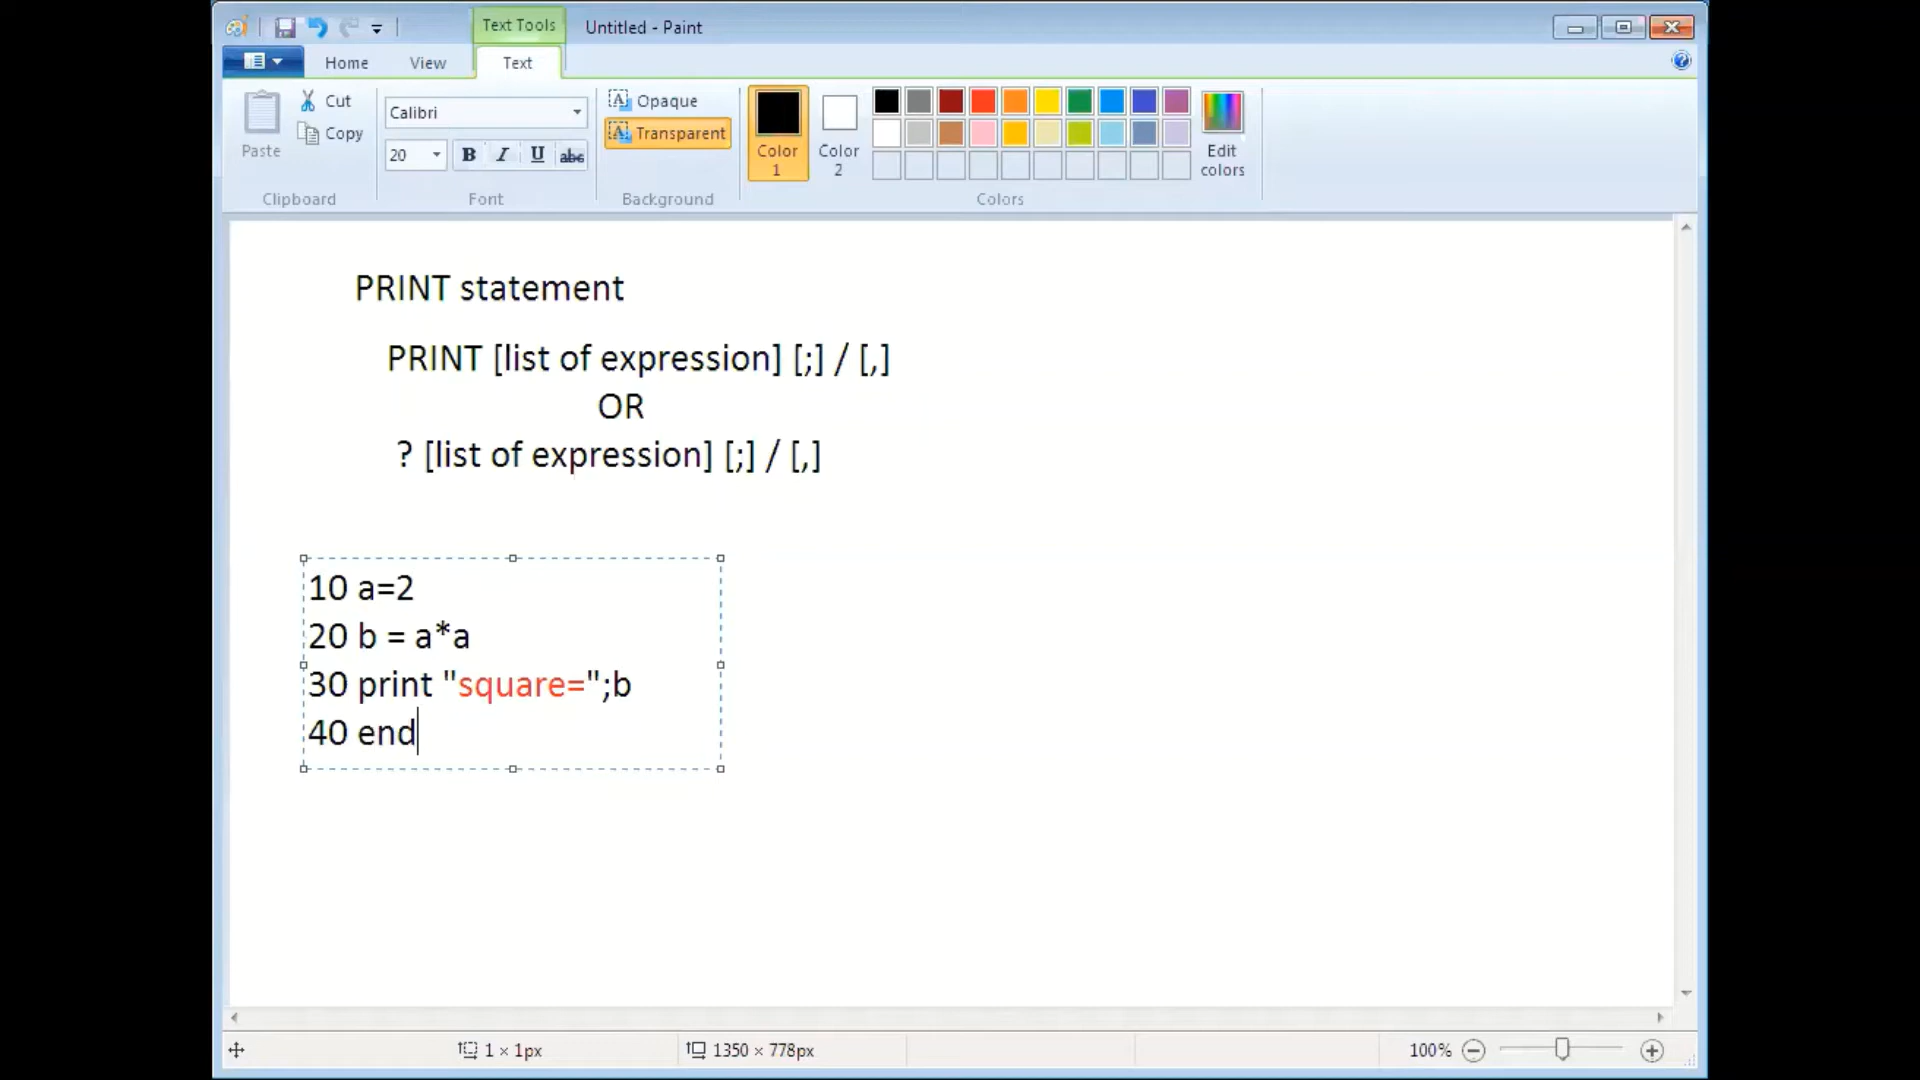 Text Tools
Untitled - Paint
Home
View
Text
Paste
Cut
Copy
Clipboard
Calibri
20
B I U abc
Font
Opaque
Transparent
Background
Color 1
Color 2
Edit colors
Colors
PRINT statement
PRINT [list of expression] [;] / [,]
OR
? [list of expression] [;] / [,]
10 a=2
20 b = a*a
30 print "square=";b
40 end
1 × 1px
1350 × 778px
100%